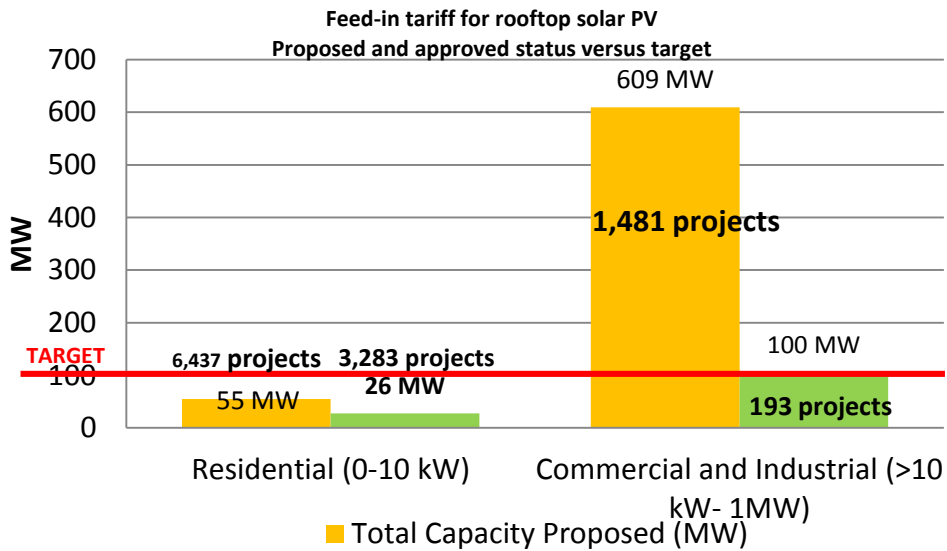 Feed-in tariff for rooftop solar PV
Proposed and approved status versus target
700
600
500
400
300
200
100
0
MW
TARGET
609 MW
1,481 projects
6,437 projects
3,283 projects
55 MW
26 MW
100 MW
193 projects
Residential (0-10 kW)
Commercial and Industrial (>10
kW- 1MW)
Total Capacity Proposed (MW)